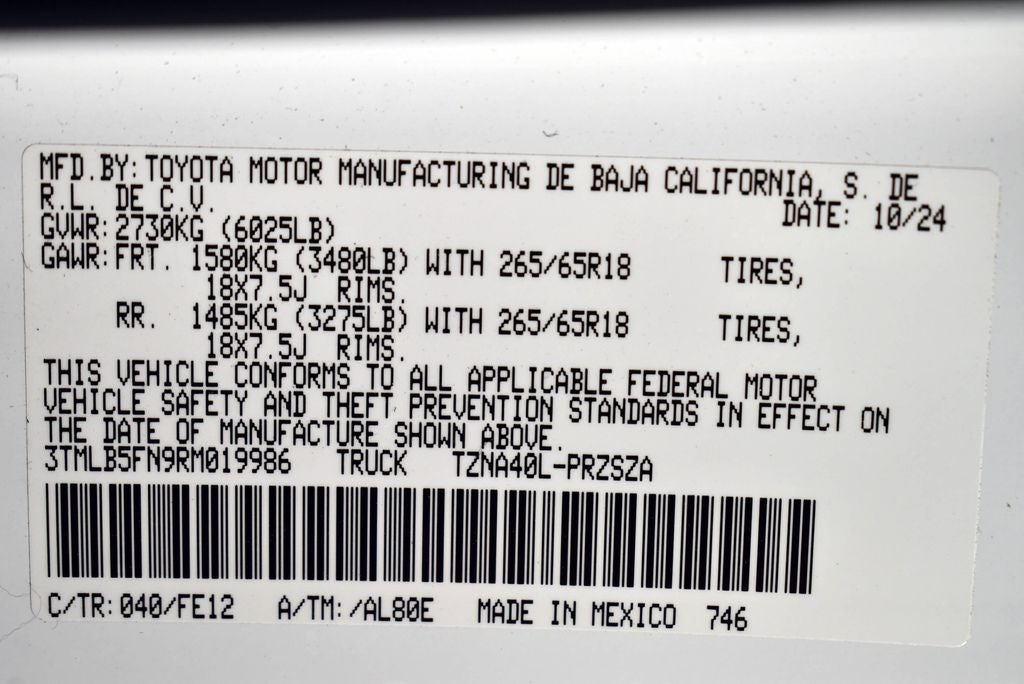 MFD.BY: TOYOTA MOTOR MANUFACTURING DE BAJA CALIFORNIA, S. DE
R.L. DE C.V. DATE: 10/24
GVWR: 2730KG (6025LB)
GAWR: FRT. 1580KG (3480LB) WITH 265/65R18 TIRES,
18X7.5J RIMS.
RR. 1485KG (3275LB) WITH 265/65R18 TIRES,
18X7.5J RIMS.
THIS VEHICLE CONFORMS TO ALL APPLICABLE FEDERAL MOTOR
VEHICLE SAFETY AND THEFT PREVENTION STANDARDS IN EFFECT ON
THE DATE OF MANUFACTURE SHOWN ABOVE.
3TMLB5FN9RM019986 TRUCK TZNA40L-PRZSZA
C/TR: 040/FE12 A/TM: /AL80E MADE IN MEXICO 746